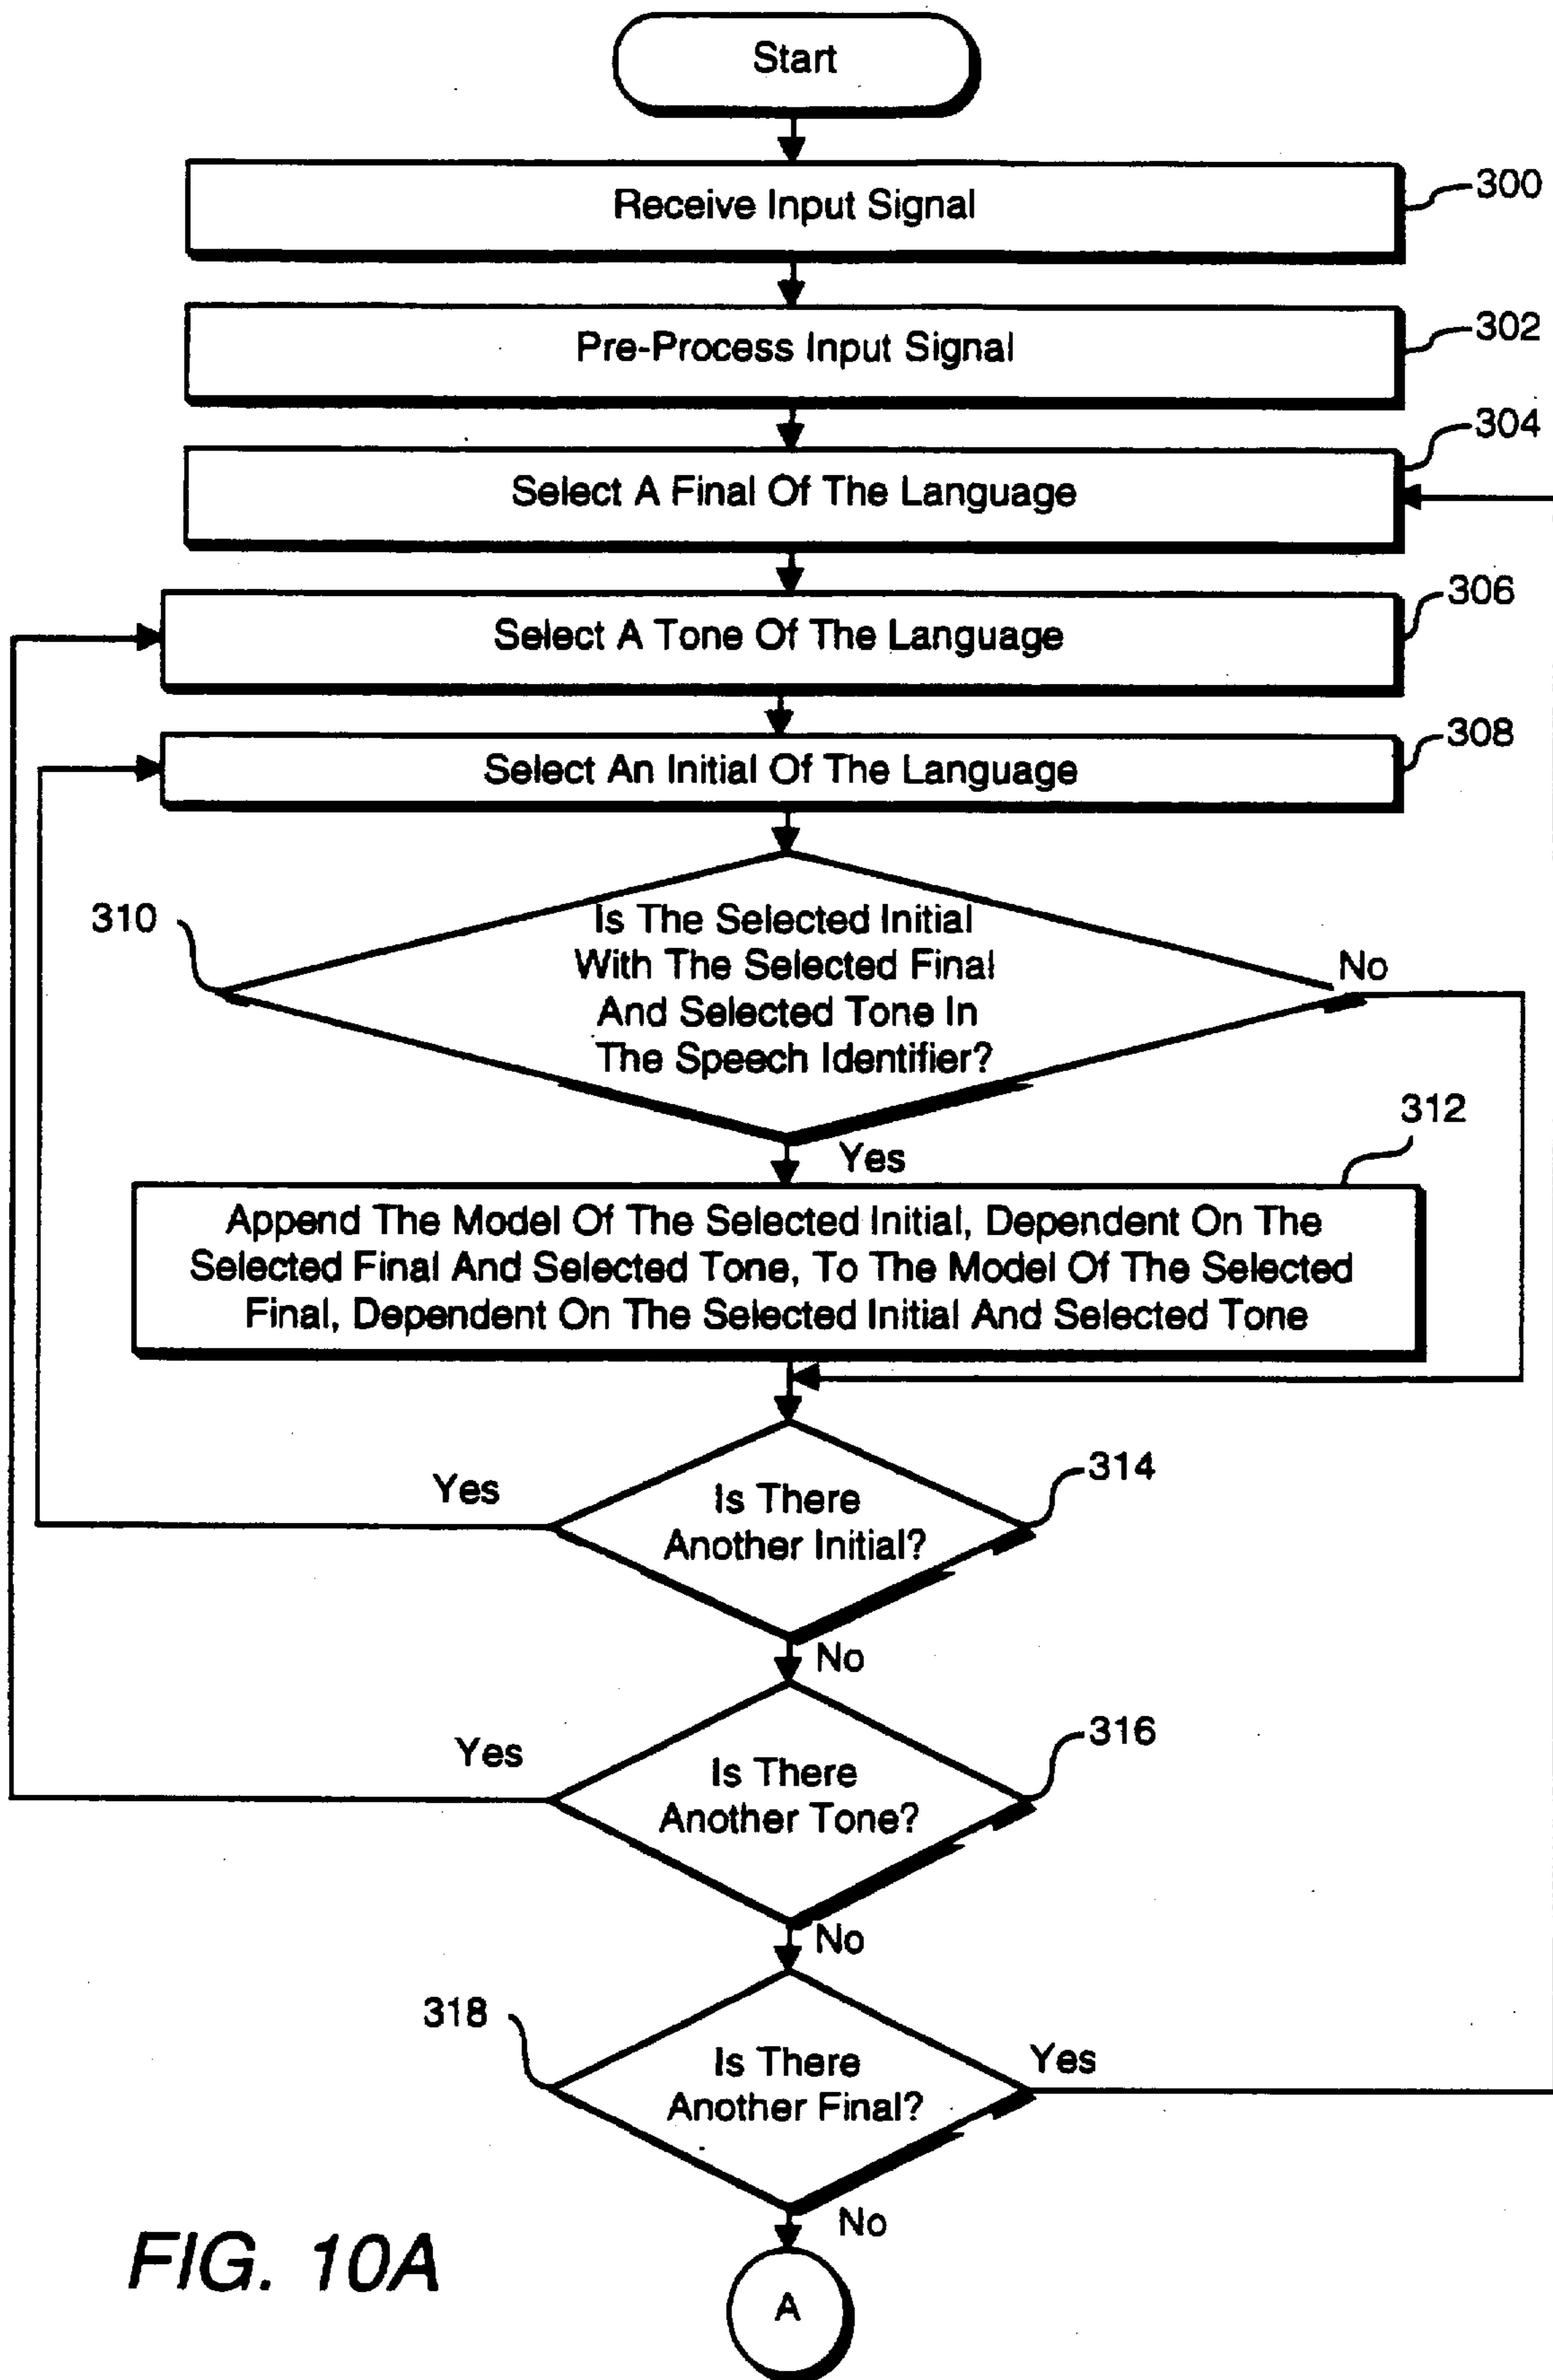 Start
Receive Input Signal
300
Pre-Process Input Signal
302
304
Select A Final Of The Language
306
Select A Tone Of The Language
308
Select An Initial Of The Language
310
Is The Selected Initial
With The Selected Final
And Selected Tone In
The Speech Identifier?
No
Yes
312
Append The Model Of The Selected Initial, Dependent On The
Selected Final And Selected Tone, To The Model Of The Selected
Final, Dependent On The Selected Initial And Selected Tone
314
Yes
Is There
Another Initial?
No
316
Yes
Is There
Another Tone?
No
318
Is There
Another Final?
Yes
No
FIG. 10A
A